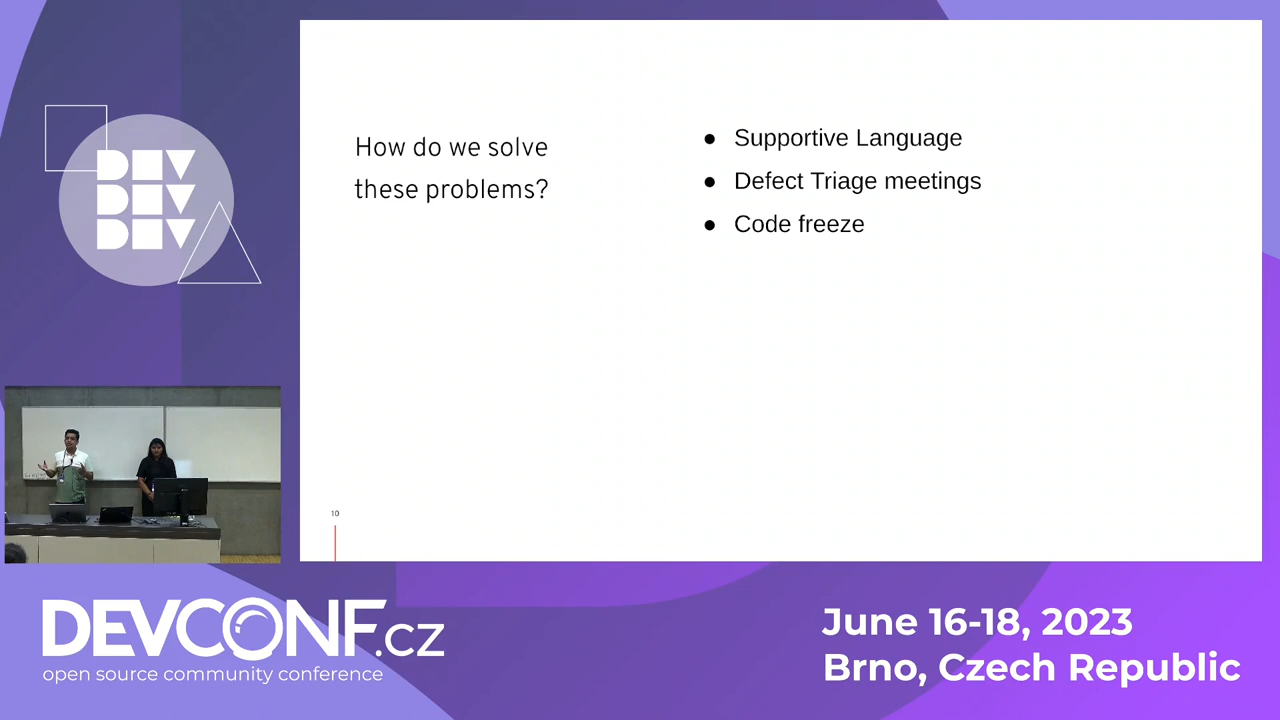 DEV
DEV
DEV
How do we solve
these problems?
● Supportive Language
● Defect Triage meetings
● Code freeze
10
DEVCONF.cz
open source community conference
June 16-18, 2023
Brno, Czech Republic